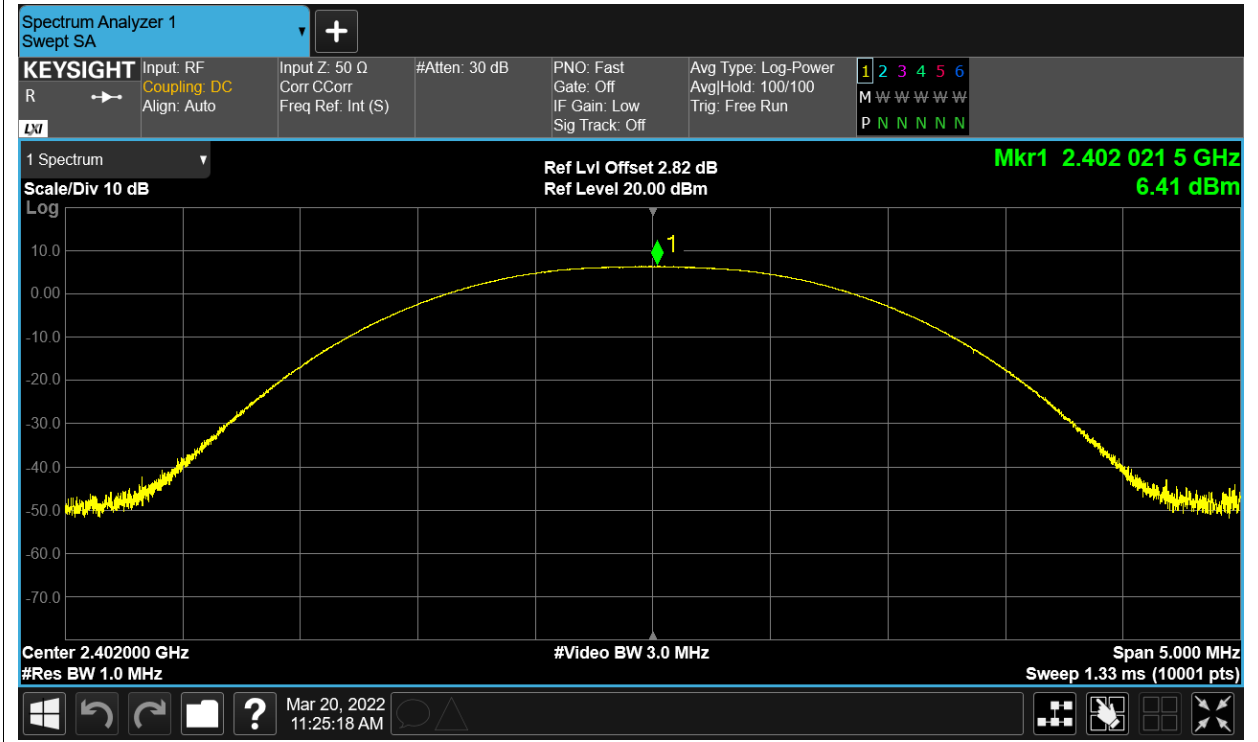 Spectrum Analyzer 1
Swept SA
KEYSIGHT
R
LXI
Input: RF
Coupling: DC
Align: Auto
Input Z: 50 Ω
Corr CCorr
Freq Ref: Int (S)
#Atten: 30 dB
PNO: Fast
Gate: Off
IF Gain: Low
Sig Track: Off
Avg Type: Log-Power
Avg|Hold: 100/100
Trig: Free Run
1 2 3 4 5 6
M W W W W W
P N N N N N
1 Spectrum
Scale/Div 10 dB
Log
Ref Lvl Offset 2.82 dB
Ref Level 20.00 dBm
Mkr1 2.402 021 5 GHz
6.41 dBm
1
10.0
0.00
-10.0
-20.0
-30.0
-40.0
-50.0
-60.0
-70.0
Center 2.402000 GHz
#Video BW 3.0 MHz
Span 5.000 MHz
#Res BW 1.0 MHz
Sweep 1.33 ms (10001 pts)
?
Mar 20, 2022
11:25:18 AM